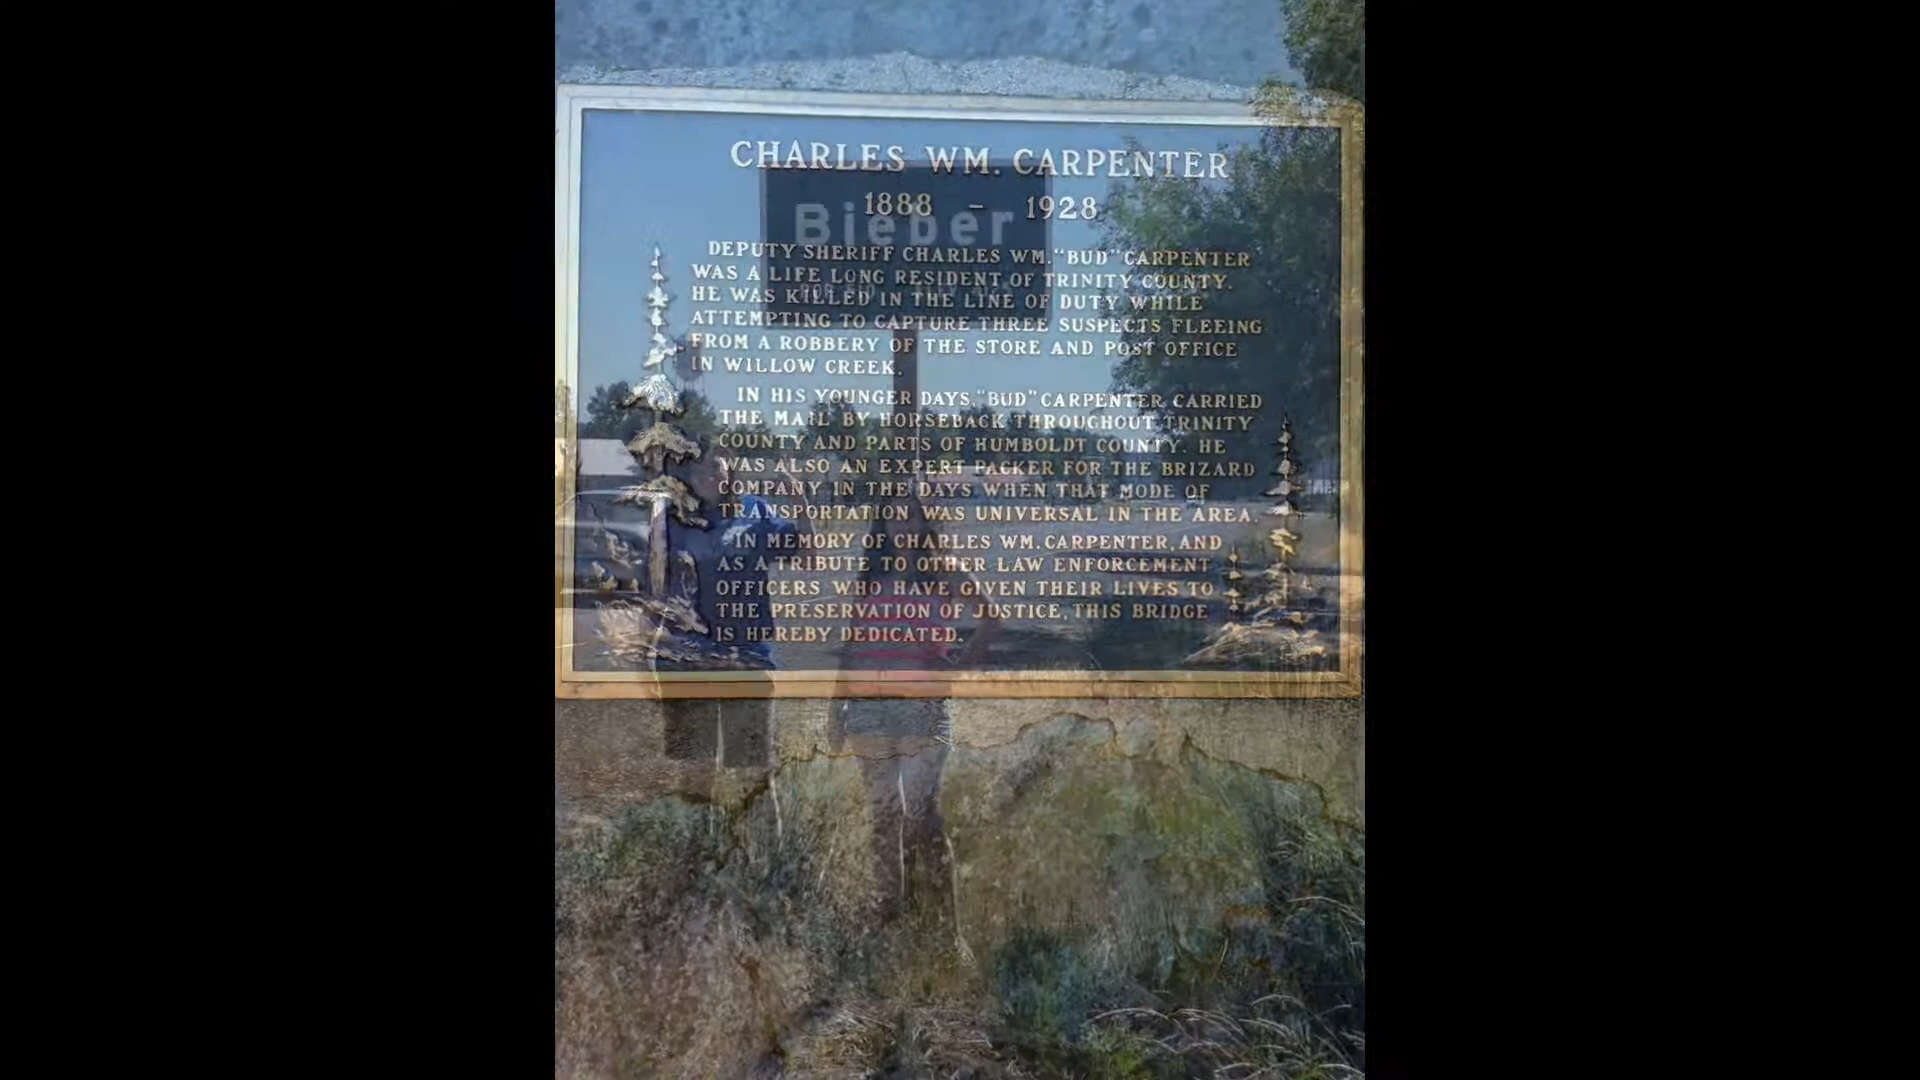 CHARLES WM. CARPENTER
1888 - 1928
Bieber
DEPUTY SHERIFF CHARLES WM. "BUD" CARPENTER
WAS A LIFE LONG RESIDENT OF TRINITY COUNTY.
HE WAS KILLED IN THE LINE OF DUTY WHILE
ATTEMPTING TO CAPTURE THREE SUSPECTS FLEEING
FROM A ROBBERY OF THE STORE AND POST OFFICE
IN WILLOW CREEK.
IN HIS YOUNGER DAYS, "BUD" CARPENTER CARRIED
THE MAIL BY HORSEBACK THROUGHOUT TRINITY
COUNTY AND PARTS OF HUMBOLDT COUNTY. HE
WAS ALSO AN EXPERT PACKER FOR THE BRIZARD
COMPANY IN THE DAYS WHEN THAT MODE OF
TRANSPORTATION WAS UNIVERSAL IN THE AREA.
IN MEMORY OF CHARLES WM. CARPENTER, AND
AS A TRIBUTE TO OTHER LAW ENFORCEMENT
OFFICERS WHO HAVE GIVEN THEIR LIVES TO
THE PRESERVATION OF JUSTICE, THIS BRIDGE
IS HEREBY DEDICATED.